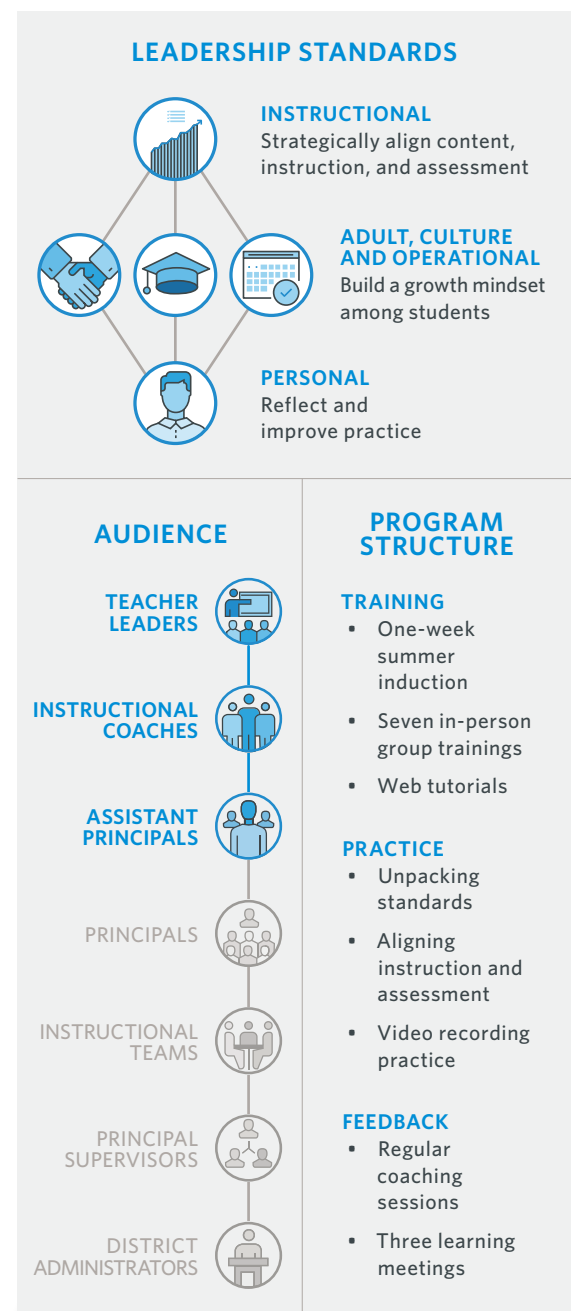 LEADERSHIP STANDARDS
INSTRUCTIONAL
Strategically align content,
instruction, and assessment
ADULT, CULTURE
AND OPERATIONAL
Build a growth mindset
among students
PERSONAL
Reflect and
improve practice
AUDIENCE
TEACHER
LEADERS
INSTRUCTIONAL
COACHES
ASSISTANT
PRINCIPALS
PRINCIPALS
INSTRUCTIONAL
TEAMS
PRINCIPAL
SUPERVISORS
DISTRICT
ADMINISTRATORS
PROGRAM
STRUCTURE
TRAINING
▪ One-week
summer
induction
▪ Seven in-person
group trainings
▪ Web tutorials
PRACTICE
▪ Unpacking
standards
▪ Aligning
instruction and
assessment
▪ Video recording
practice
FEEDBACK
▪ Regular
coaching
sessions
▪ Three learning
meetings